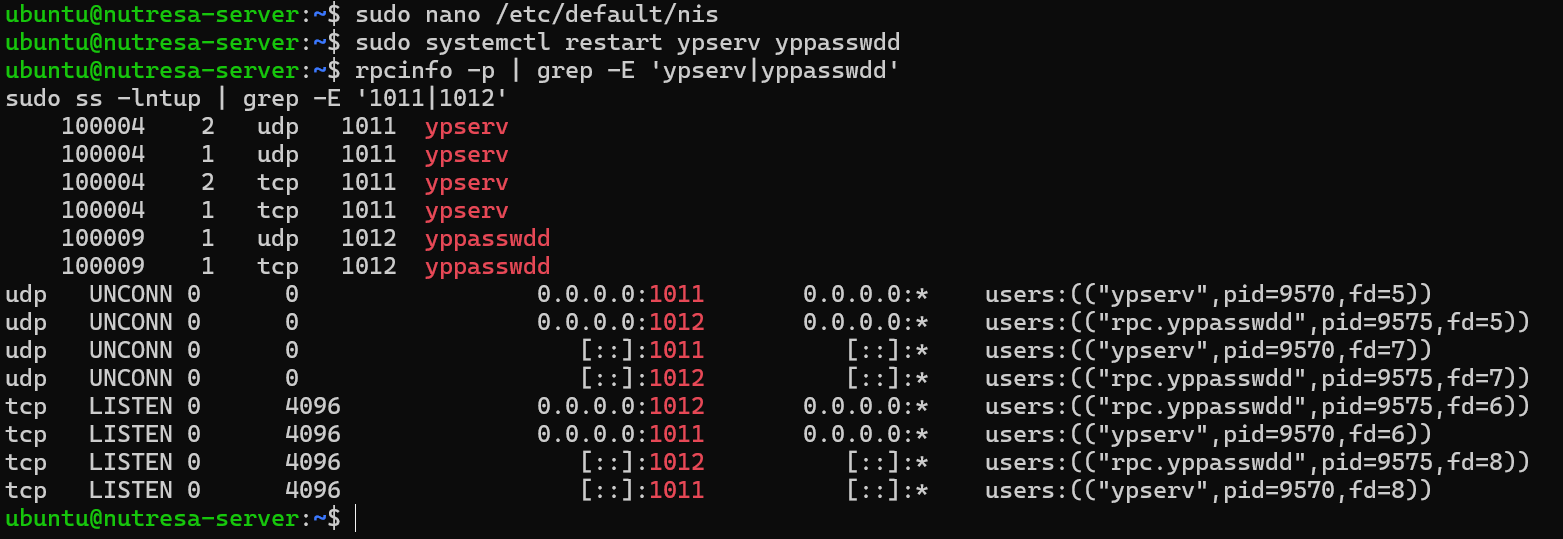 ubuntu@nutresa-server:~$ sudo nano /etc/default/nis
ubuntu@nutresa-server:~$ sudo systemctl restart ypserv yppasswdd
ubuntu@nutresa-server:~$ rpcinfo -p | grep -E 'ypserv|yppasswdd'
sudo ss -lntup | grep -E '1011|1012'
    100004    2   udp   1011  ypserv
    100004    1   udp   1011  ypserv
    100004    2   tcp   1011  ypserv
    100004    1   tcp   1011  ypserv
    100009    1   udp   1012  yppasswdd
    100009    1   tcp   1012  yppasswdd
udp   UNCONN 0      0                 0.0.0.0:1011       0.0.0.0:*    users:(("ypserv",pid=9570,fd=5))
udp   UNCONN 0      0                 0.0.0.0:1012       0.0.0.0:*    users:(("rpc.yppasswdd",pid=9575,fd=5))
udp   UNCONN 0      0                    [::]:1011          [::]:*    users:(("ypserv",pid=9570,fd=7))
udp   UNCONN 0      0                    [::]:1012          [::]:*    users:(("rpc.yppasswdd",pid=9575,fd=7))
tcp   LISTEN 0      4096              0.0.0.0:1012       0.0.0.0:*    users:(("rpc.yppasswdd",pid=9575,fd=6))
tcp   LISTEN 0      4096              0.0.0.0:1011       0.0.0.0:*    users:(("ypserv",pid=9570,fd=6))
tcp   LISTEN 0      4096                 [::]:1012          [::]:*    users:(("rpc.yppasswdd",pid=9575,fd=8))
tcp   LISTEN 0      4096                 [::]:1011          [::]:*    users:(("ypserv",pid=9570,fd=8))
ubuntu@nutresa-server:~$